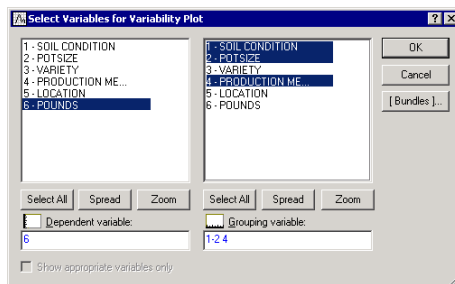 Select Variables for Variability Plot
1 - SOIL CONDITION
2 - POTSIZE
3 - VARIETY
4 - PRODUCTION ME...
5 - LOCATION
6 - POUNDS
1 - SOIL CONDITION
2 - POTSIZE
3 - VARIETY
4 - PRODUCTION ME...
5 - LOCATION
6 - POUNDS
OK
Cancel
[ Bundles ]...
Select All Spread Zoom Select All Spread Zoom
Dependent variable: Grouping variable:
6 1-2 4
Show appropriate variables only